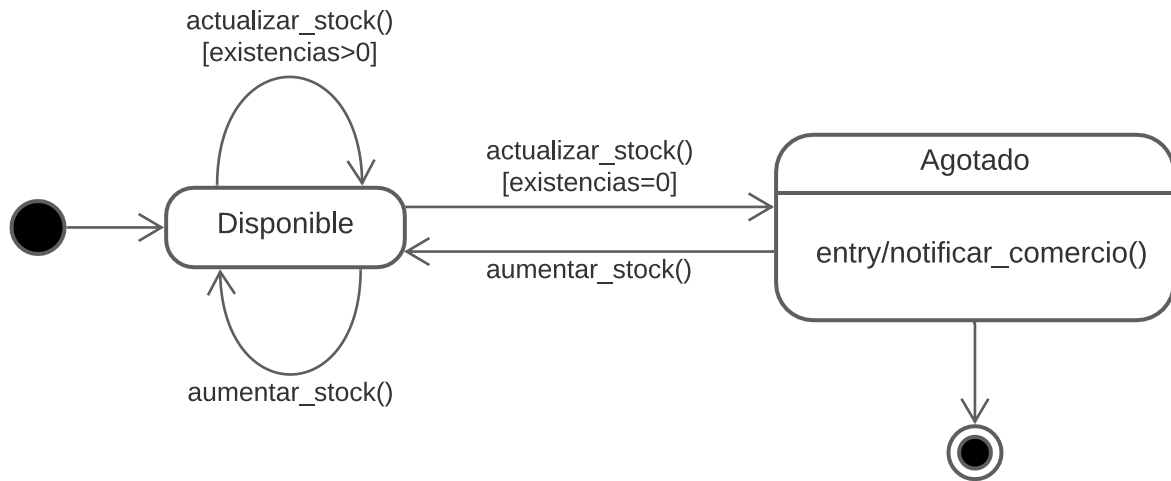 actualizar_stock()
[existencias>0]
actualizar_stock()
[existencias=0]
Agotado
Disponible
entry/notificar_comercio()
aumentar_stock()
aumentar_stock()